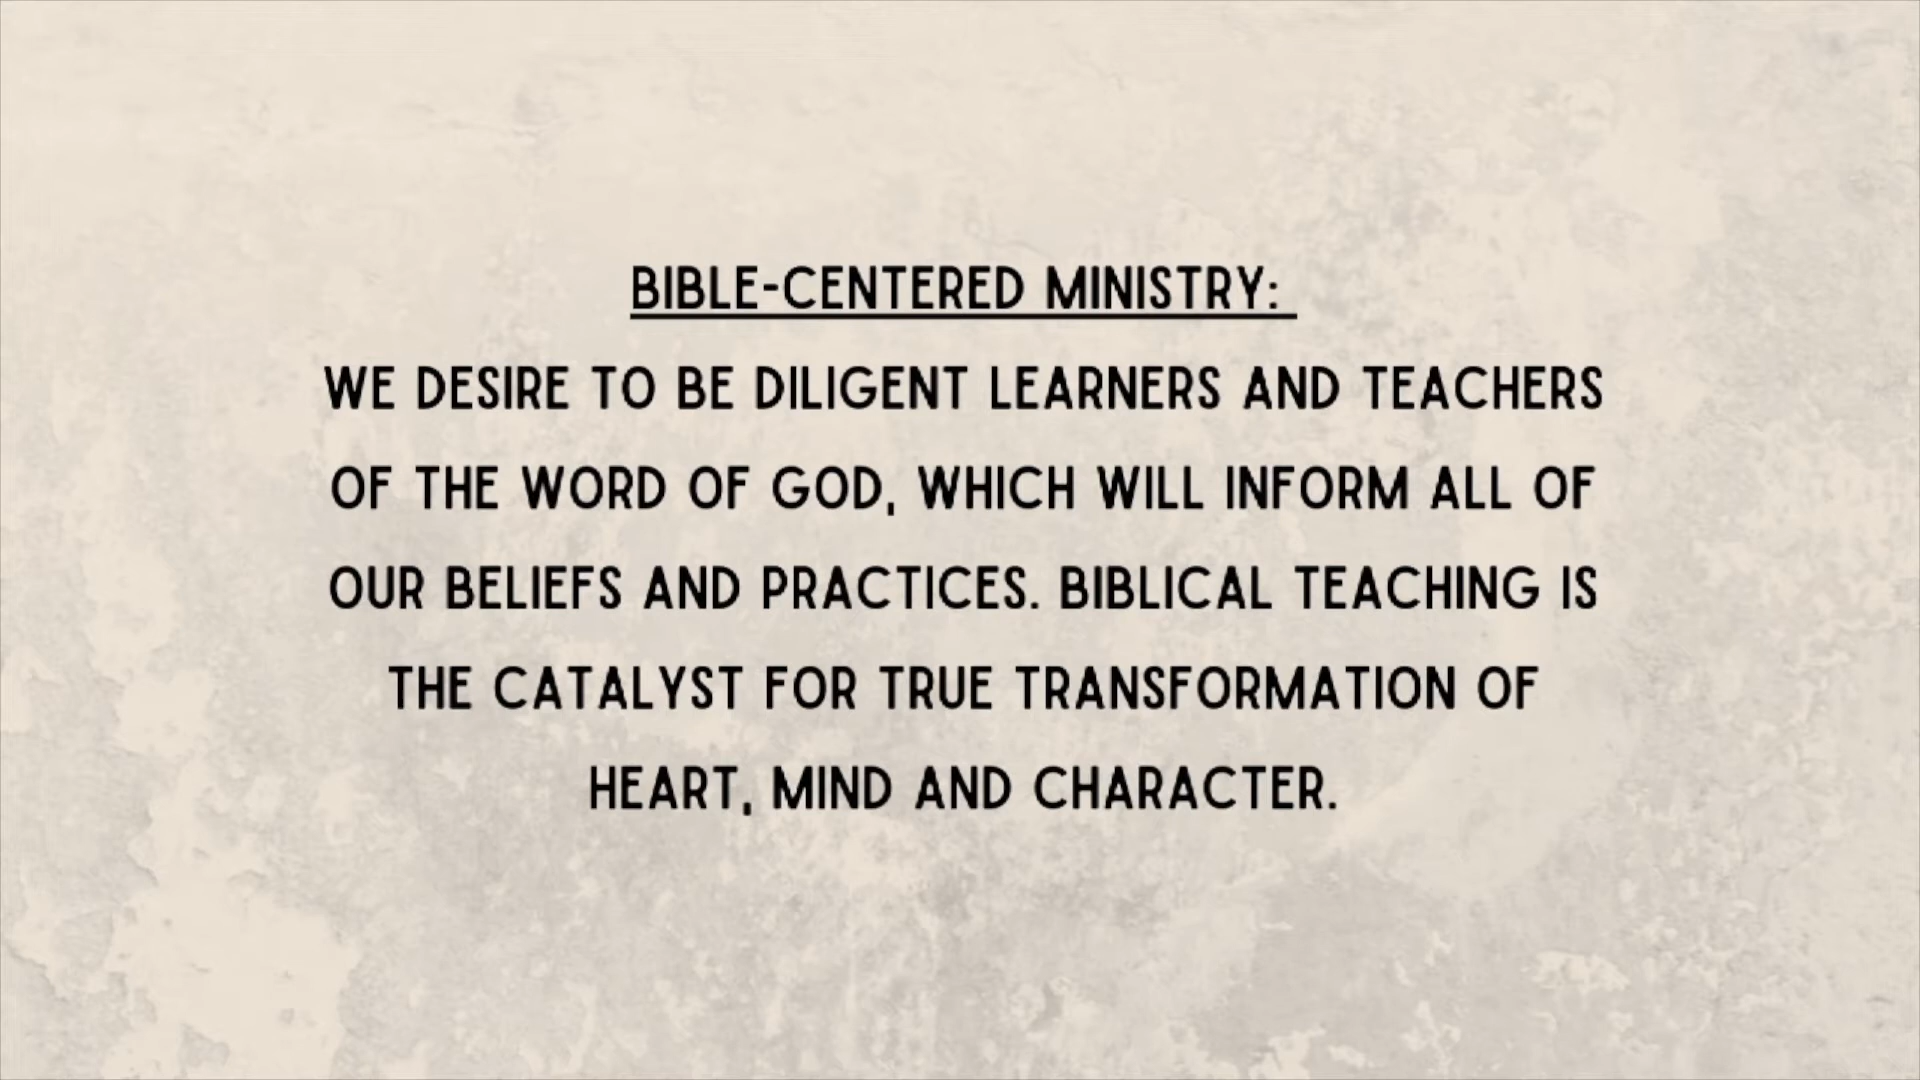 BIBLE-CENTERED MINISTRY:
WE DESIRE TO BE DILIGENT LEARNERS AND TEACHERS
OF THE WORD OF GOD, WHICH WILL INFORM ALL OF
OUR BELIEFS AND PRACTICES. BIBLICAL TEACHING IS
THE CATALYST FOR TRUE TRANSFORMATION OF
HEART, MIND AND CHARACTER.